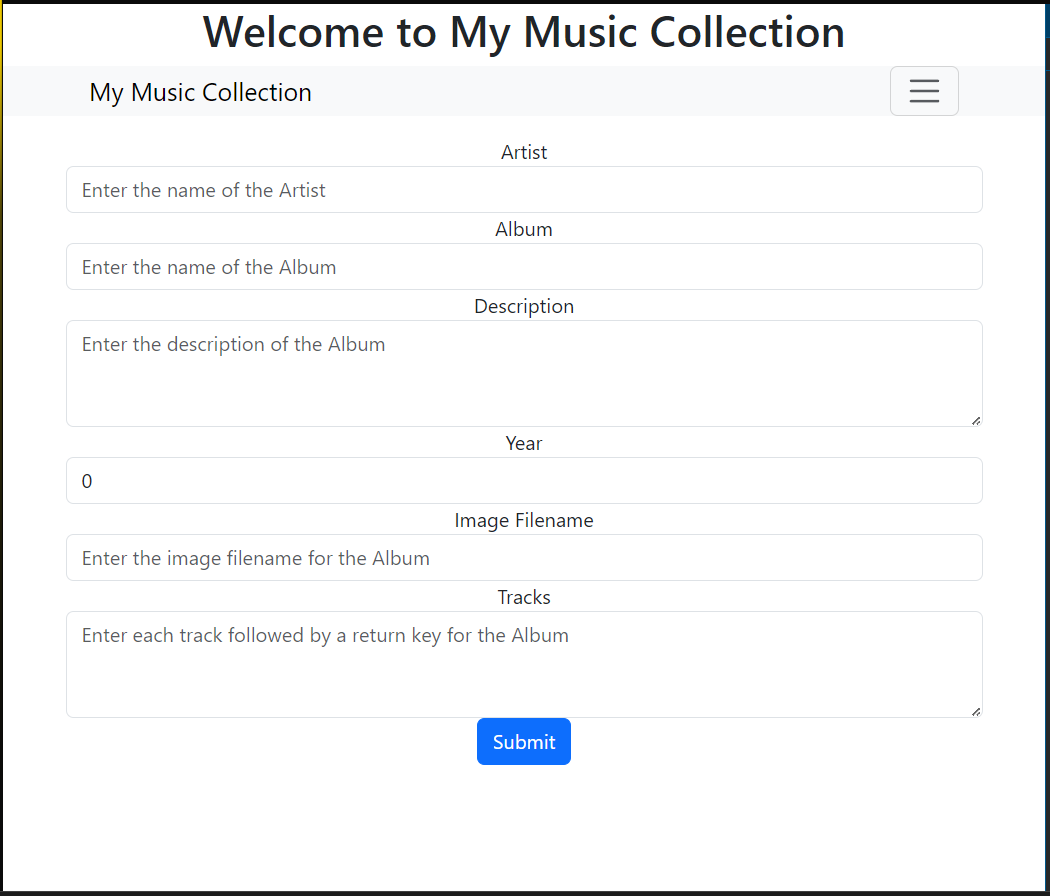 Welcome to My Music Collection
My Music Collection
Artist
Enter the name of the Artist
Album
Enter the name of the Album
Description
Enter the description of the Album
Year
0
Image Filename
Enter the image filename for the Album
Tracks
Enter each track followed by a return key for the Album
Submit